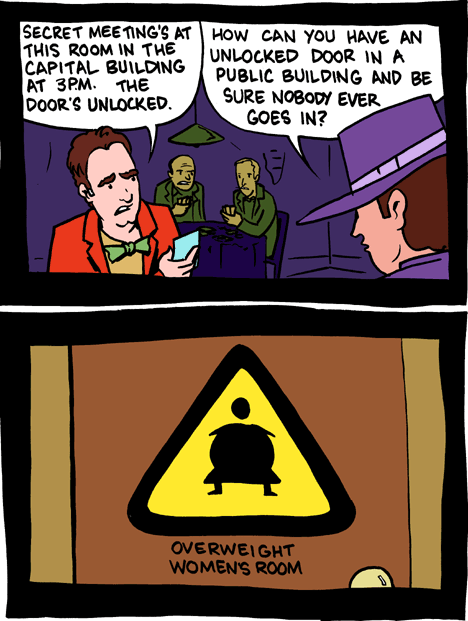 SECRET MEETING'S AT
THIS ROOM IN THE
CAPITAL BUILDING
AT 3PM. THE
DOOR'S UNLOCKED.
HOW CAN YOU HAVE AN
UNLOCKED DOOR IN A
PUBLIC BUILDING AND BE
SURE NOBODY EVER
GOES IN?
OVERWEIGHT
WOMEN'S ROOM